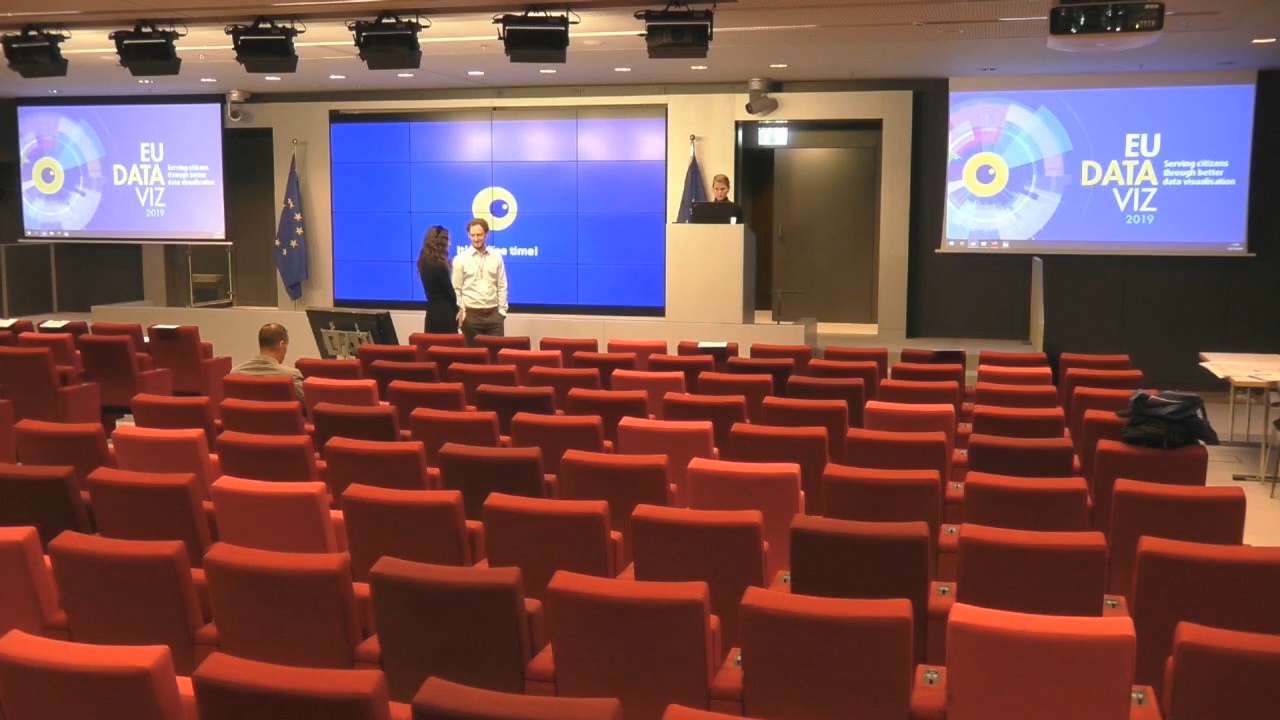 EU
DATA
VIZ
2019
Serving citizens
through better
data visualisation
time!
EU
DATA
VIZ
2019
Serving citizens
through better
data visualisation